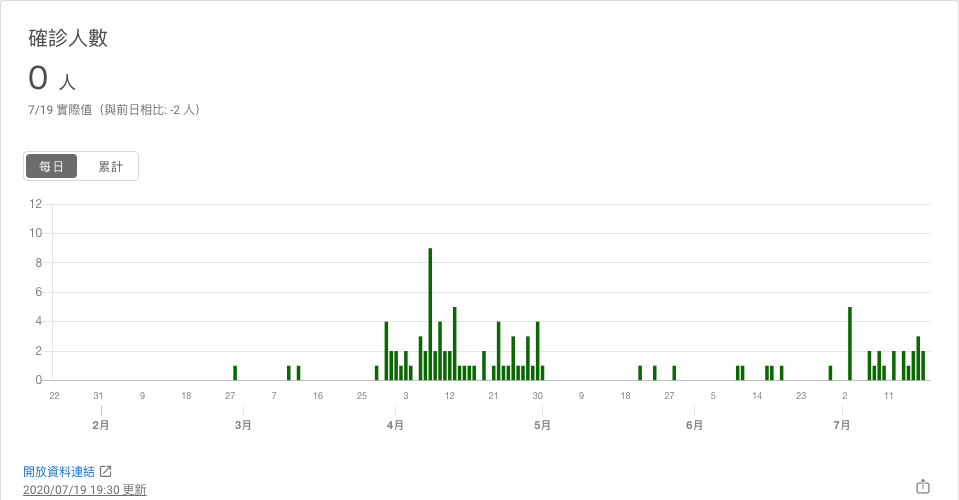 確診人數
0 人
7/19 實際值（與前日相比: -2 人）
每日 累計
12
10
8
6
4
2
0
22 31 9 18 27 7 16 25 3 12 21 30 9 18 27 5 14 23 2 11
2月 3月 4月 5月 6月 7月
開放資料連結
2020/07/19 19:30 更新